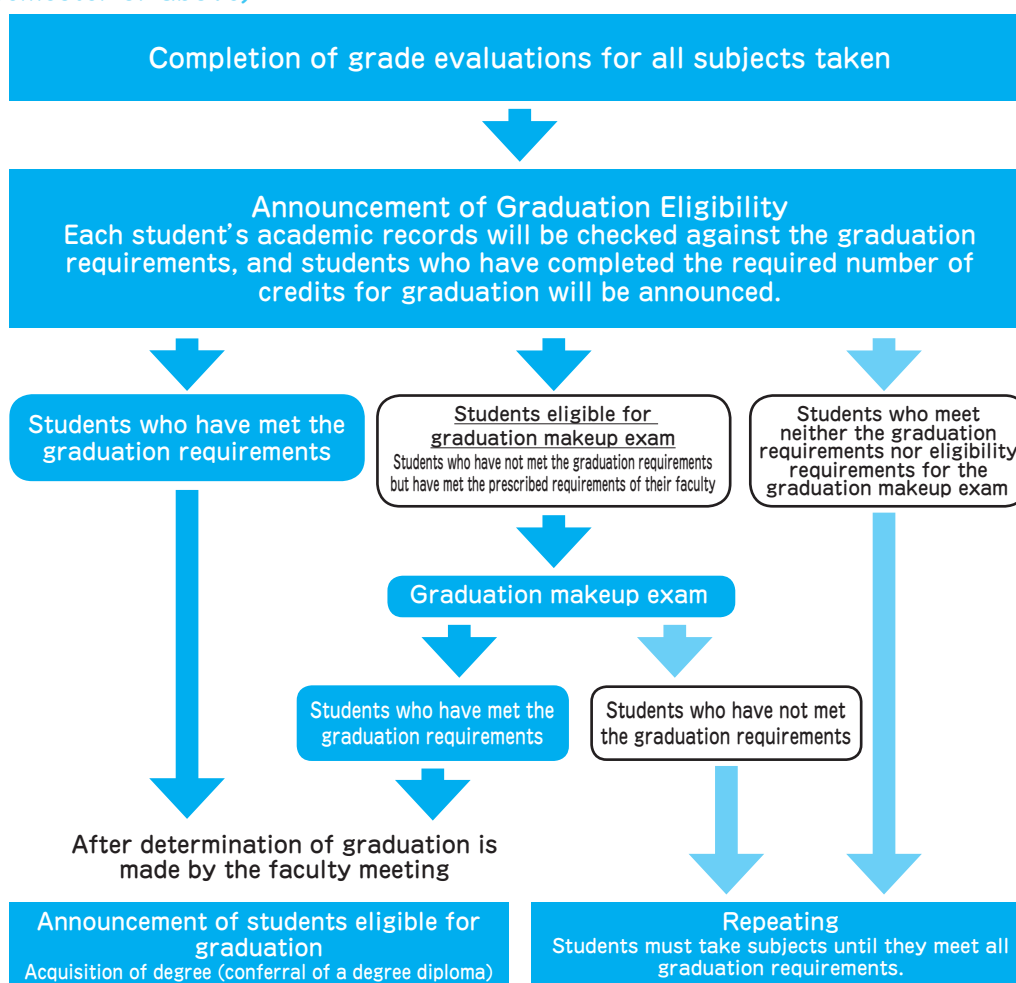 Completion of grade evaluations for all subjects taken
Announcement of Graduation Eligibility
Each student's academic records will be checked against the graduation
requirements, and students who have completed the required number of
credits for graduation will be announced.
Students who have met the
graduation requirements
Students eligible for
graduation makeup exam
Students who have not met the graduation requirements
but have met the prescribed requirements of their faculty
Students who meet
neither the graduation
requirements nor eligibility
requirements for the
graduation makeup exam
Graduation makeup exam
Students who have met the
graduation requirements
Students who have not met
the graduation requirements
After determination of graduation is
made by the faculty meeting
Announcement of students eligible for
graduation
Acquisition of degree (conferral of a degree diploma)
Repeating
Students must take subjects until they meet all
graduation requirements.